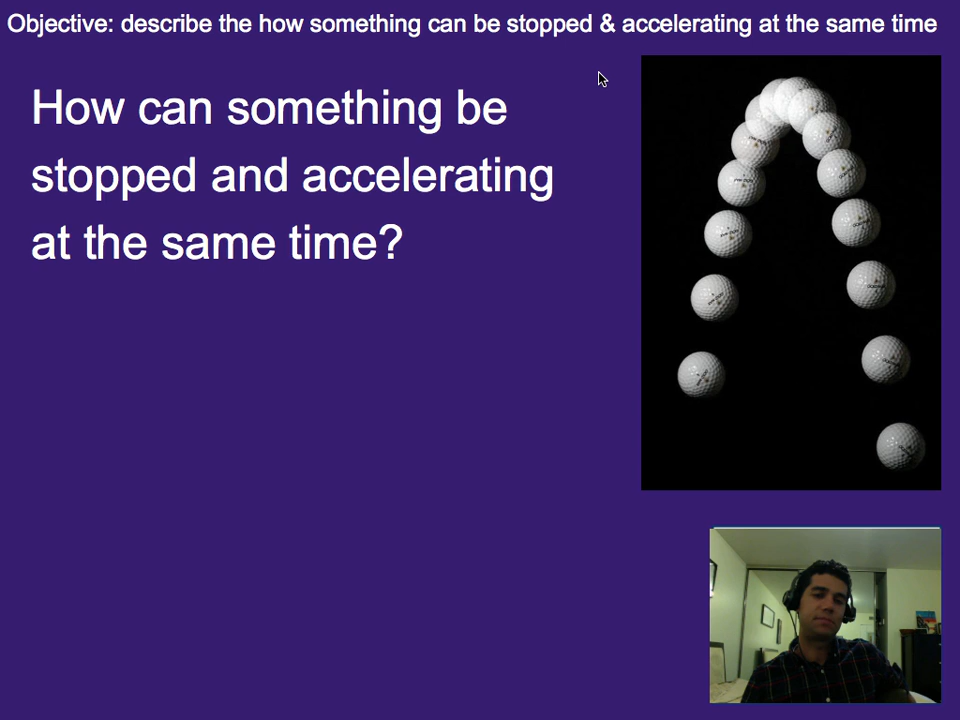 Objective: describe the how something can be stopped & accelerating at the same time
How can something be
stopped and accelerating
at the same time?